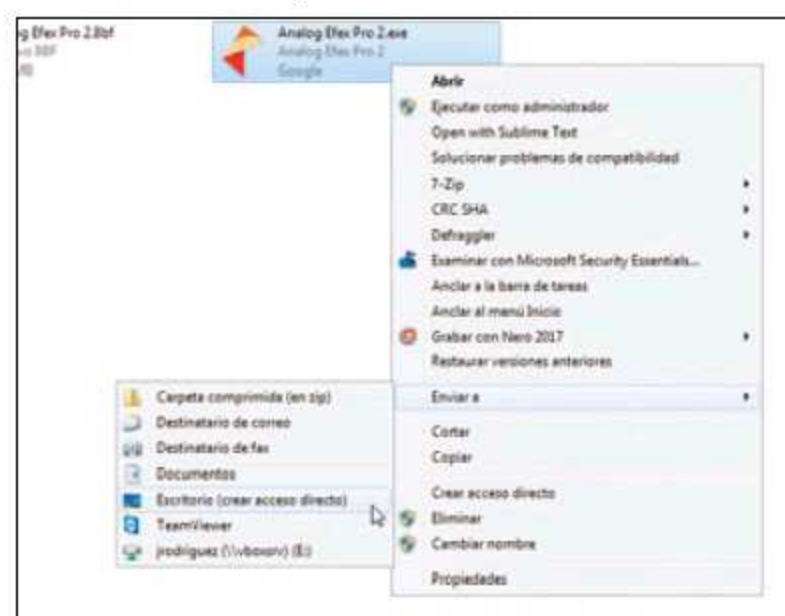 g Efex Pro 2.8bf
Analog Efex Pro 2.exe
Analog Efex Pro 2
Google
Abrir
Ejecutar como administrador
Open with Sublime Text
Solucionar problemas de compatibilidad
7-Zip
CRC SHA
Defraggler
Examinar con Microsoft Security Essentials...
Anclar a la barra de tareas
Anclar al menú Inicio
Grabar con Nero 2017
Restaurar versiones anteriores
Enviar a
Cortar
Copiar
Crear acceso directo
Eliminar
Cambiar nombre
Propiedades
Carpeta comprimida (en zip)
Destinatario de correo
Destinatario de fax
Documentos
Escritorio (crear acceso directo)
TeamViewer
jrodriguez (\\vboxsrv) (E:)